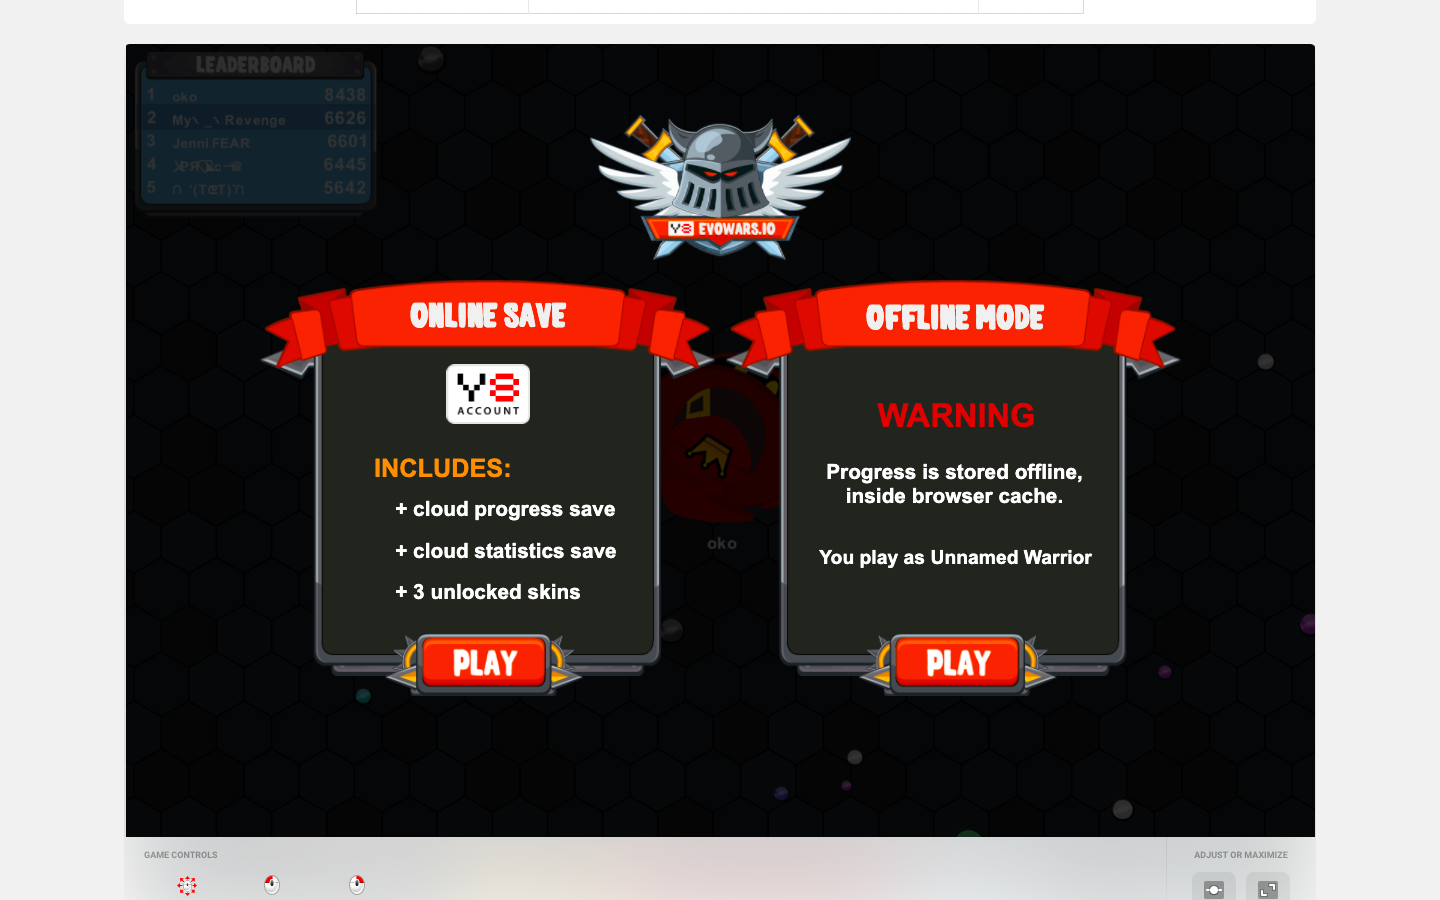 LEADERBOARD
1 oko 8438
2 My\ _\ Revenge 6626
3 Jenni FEAR 6601
4 6445
5 5642
Y8 EVOWARS.IO
ONLINE SAVE
Y8
ACCOUNT
INCLUDES:
+ cloud progress save
+ cloud statistics save
+ 3 unlocked skins
PLAY
oko
OFFLINE MODE
WARNING
Progress is stored offline,
inside browser cache.
You play as Unnamed Warrior
PLAY
GAME CONTROLS
ADJUST OR MAXIMIZE